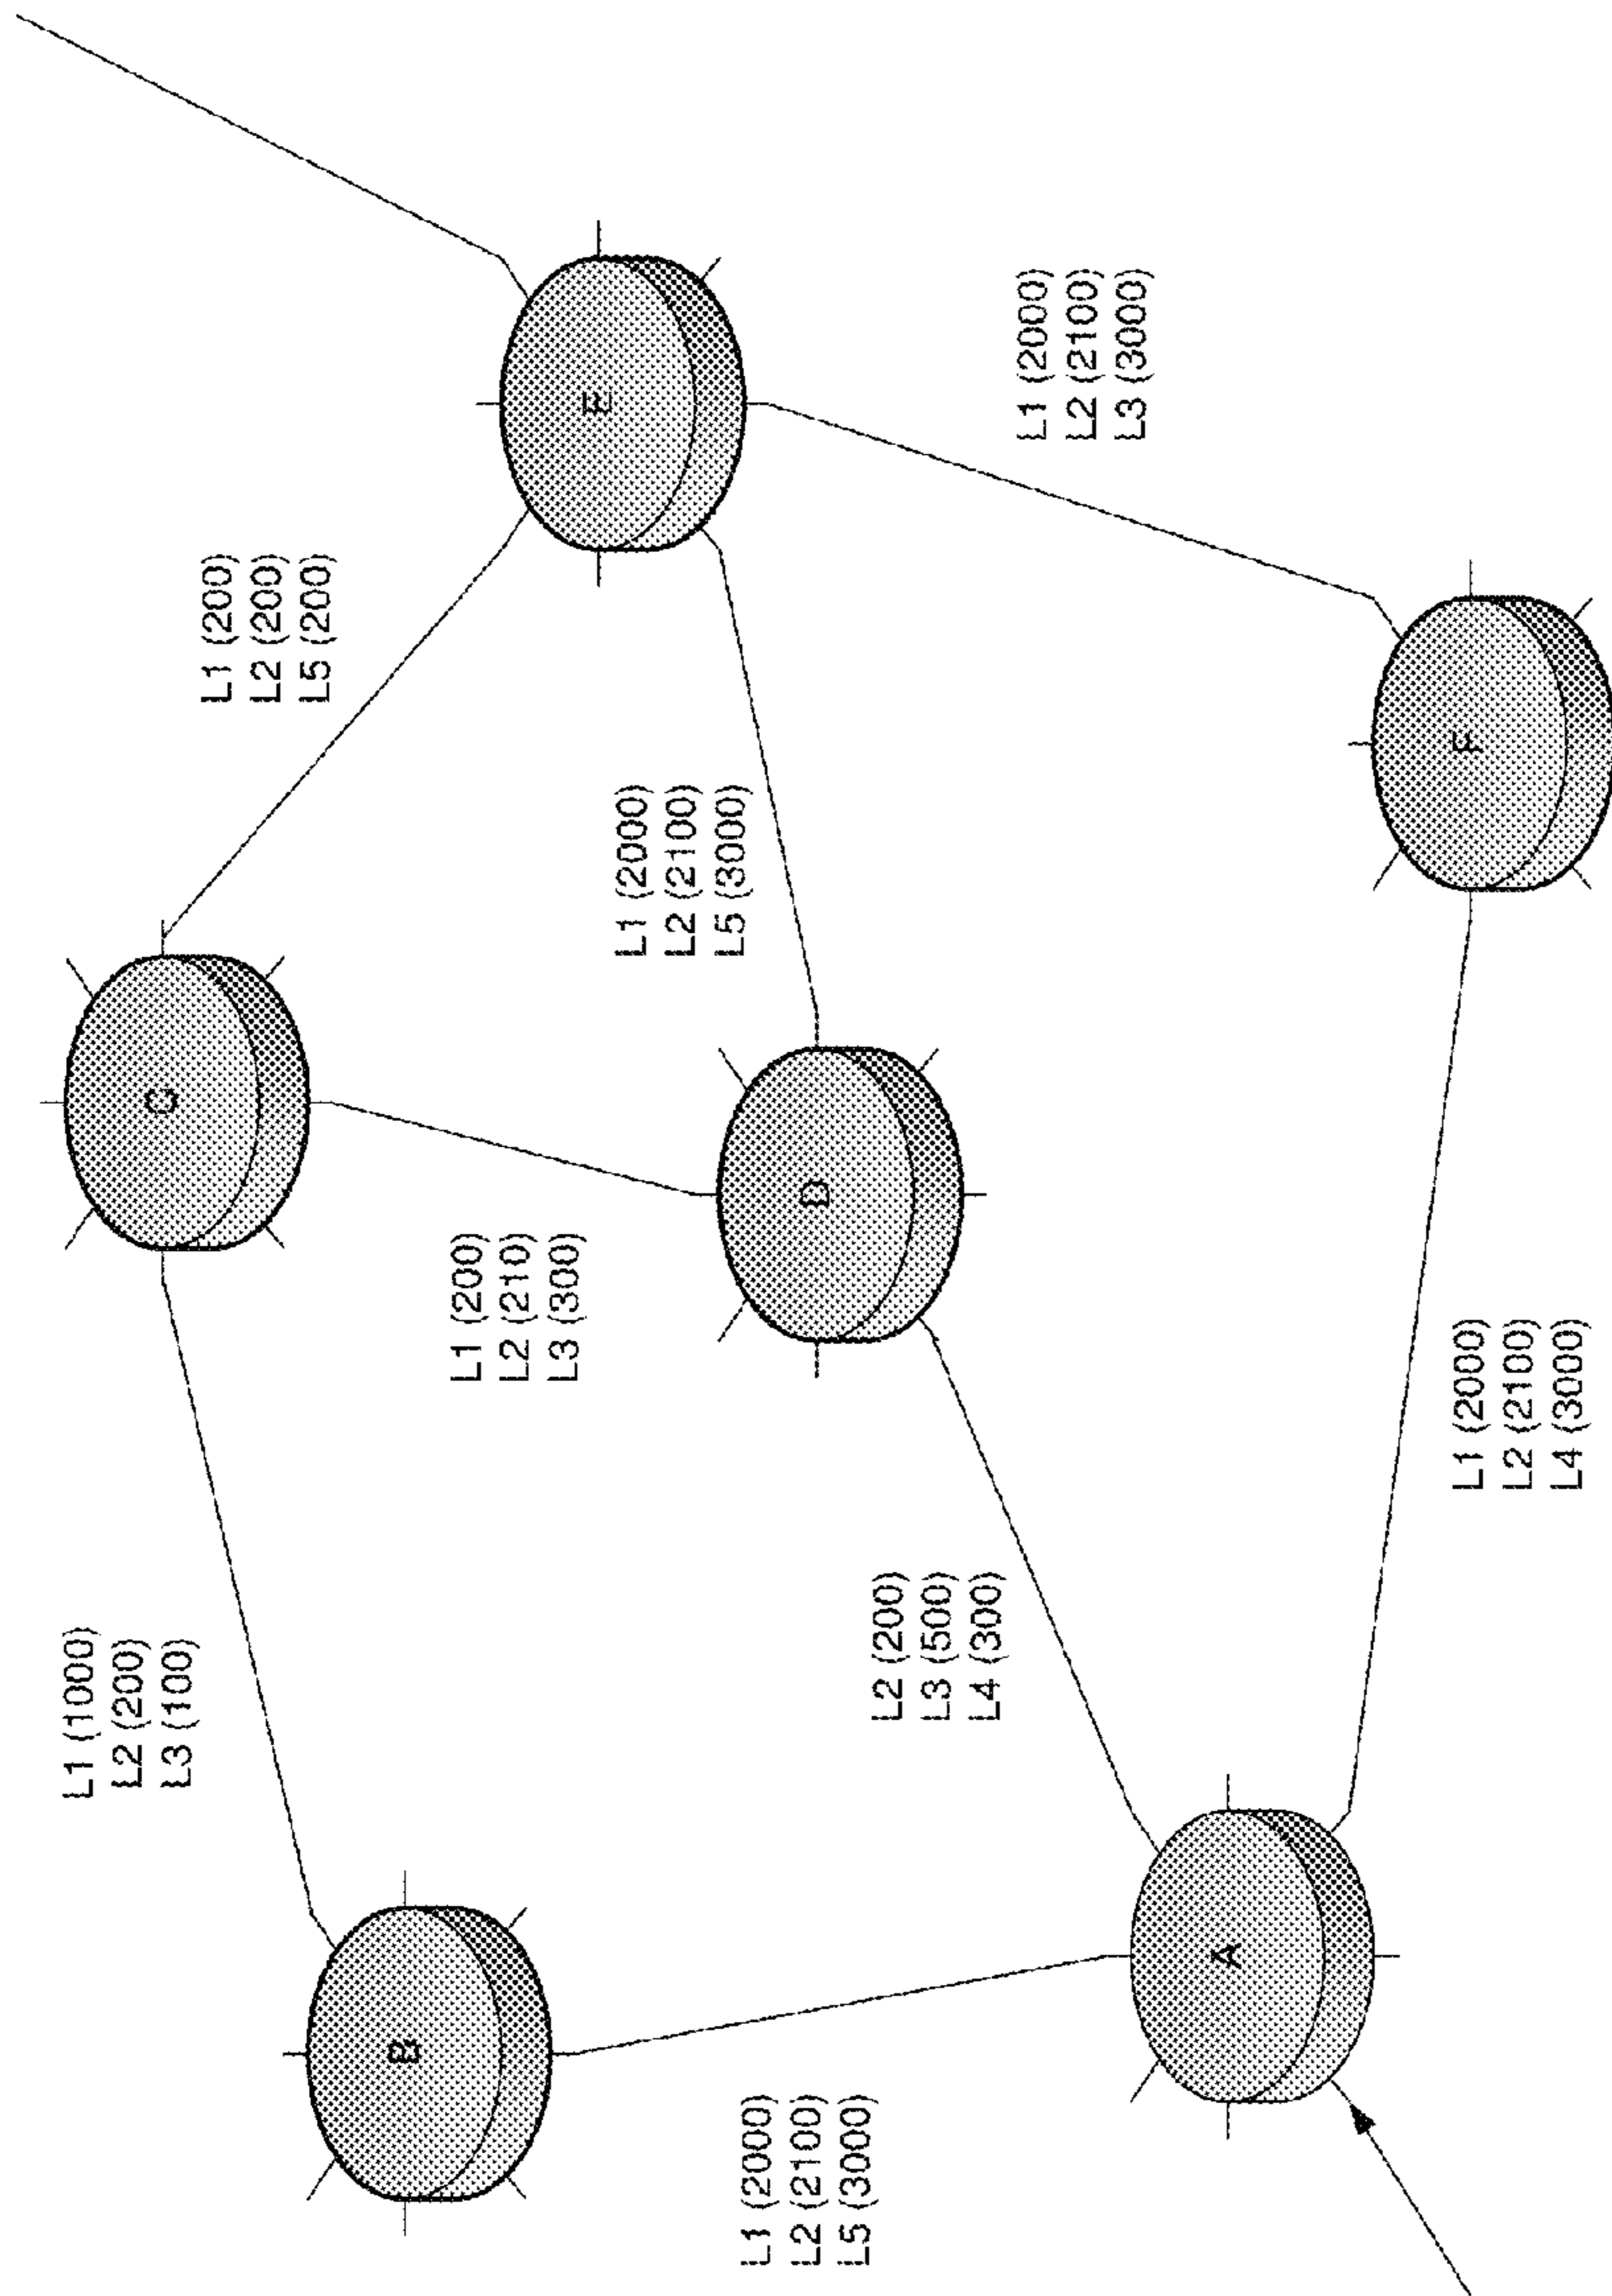 L1 (1000)
L2 (200)
L3 (100)
C
L1 (200)
L2 (200)
L5 (200)
B
L1 (200)
L2 (210)
L3 (300)
E
L1 (2000)
L2 (2100)
L5 (3000)
L1 (2000)
L2 (2100)
L5 (3000)
D
L2 (200)
L3 (500)
L4 (300)
L1 (2000)
L2 (2100)
L3 (3000)
A
L1 (2000)
L2 (2100)
L4 (3000)
F